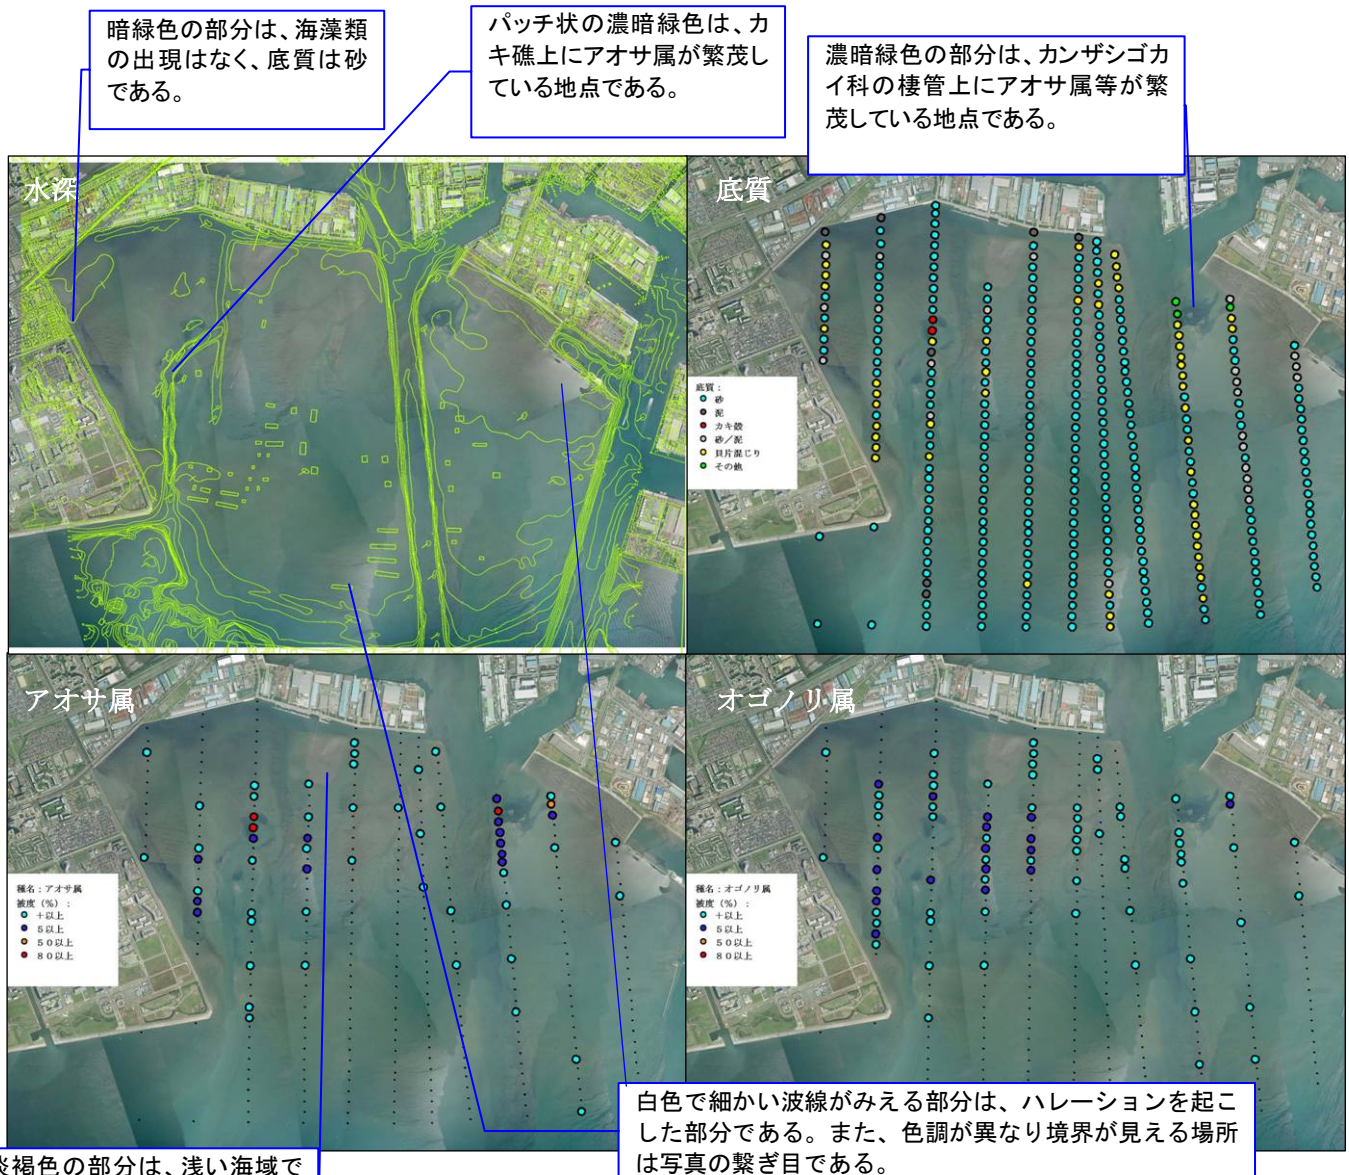 暗緑色の部分は、海藻類
の出現はなく、底質は砂
である。
パッチ状の濃暗緑色は、カ
キ礁上にアオサ属が繁茂し
ている地点である。
濃暗緑色の部分は、カンザシゴカ
イ科の棲管上にアオサ属等が繁
茂している地点である。
水深
底質
底質：
砂
泥
カキ殻
砂／泥
貝片混じり
その他
アオサ属
種名：アオサ属
被度（%）：
＋以上
５以上
５０以上
８０以上
オゴノリ属
種名：オゴノリ属
被度（%）：
＋以上
５以上
５０以上
８０以上
白色で細かい波線がみえる部分は、ハレーションを起こ
した部分である。また、色調が異なり境界が見える場所
は写真の繋ぎ目である。
淡褐色の部分は、浅い海域で